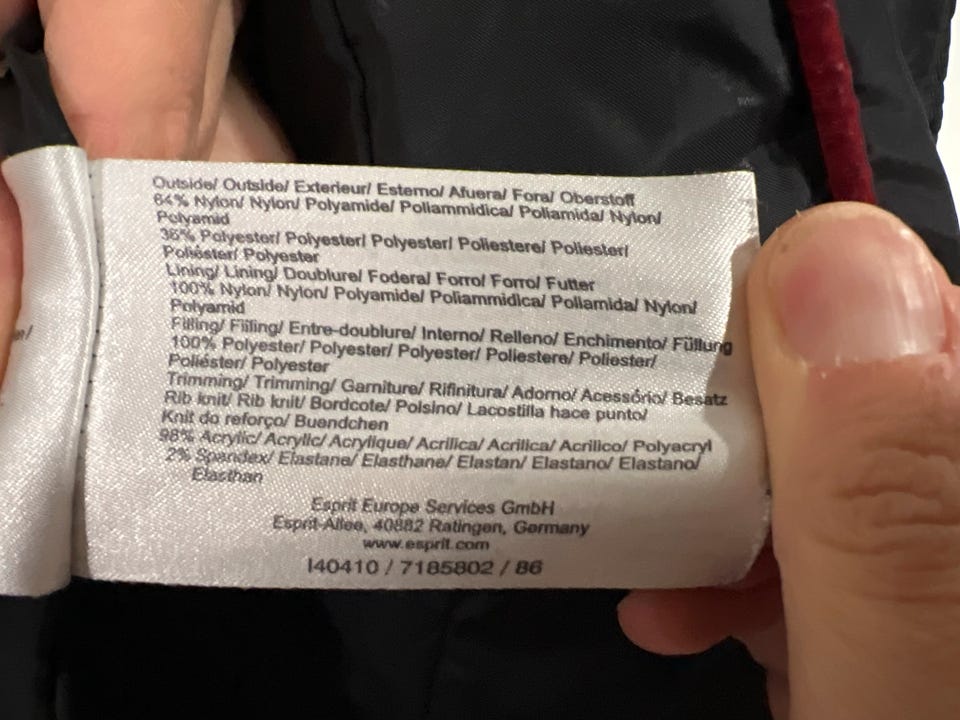 Outside/ Outside/ Exterieur/ Esterno/ Afuera/ Fora/ Oberstoff
64% Nylon/ Nylon/ Polyamide/ Poliammidica/ Poliamida/ Nylon/
Polyamid
36% Polyester/ Polyester/ Polyester/ Poliestere/ Poliester/
Poliéster/ Polyester
Lining/ Lining/ Doublure/ Fodera/ Forro/ Forro/ Futter
100% Nylon/ Nylon/ Polyamide/ Poliammidica/ Poliamida/ Nylon/
Polyamid
Filling/ Filling/ Entre-doublure/ Interno/ Relleno/ Enchimento/ Füllung
100% Polyester/ Polyester/ Polyester/ Poliestere/ Poliester/
Poliéster/ Polyester
Trimming/ Trimming/ Garniture/ Rifinitura/ Adorno/ Acessório/ Besatz
Rib knit/ Rib knit/ Bordcote/ Polsino/ Lacostilla hace punto/
Knit do reforço/ Buendchen
98% Acrylic/ Acrylic/ Acrylique/ Acrilica/ Acrilica/ Acrilico/ Polyacryl
2% Spandex/ Elastane/ Elasthane/ Elastan/ Elastano/ Elastano/
Elasthan
Esprit Europe Services GmbH
Esprit-Allee, 40882 Ratingen, Germany
www.esprit.com
I40410 / 7185802 / 86